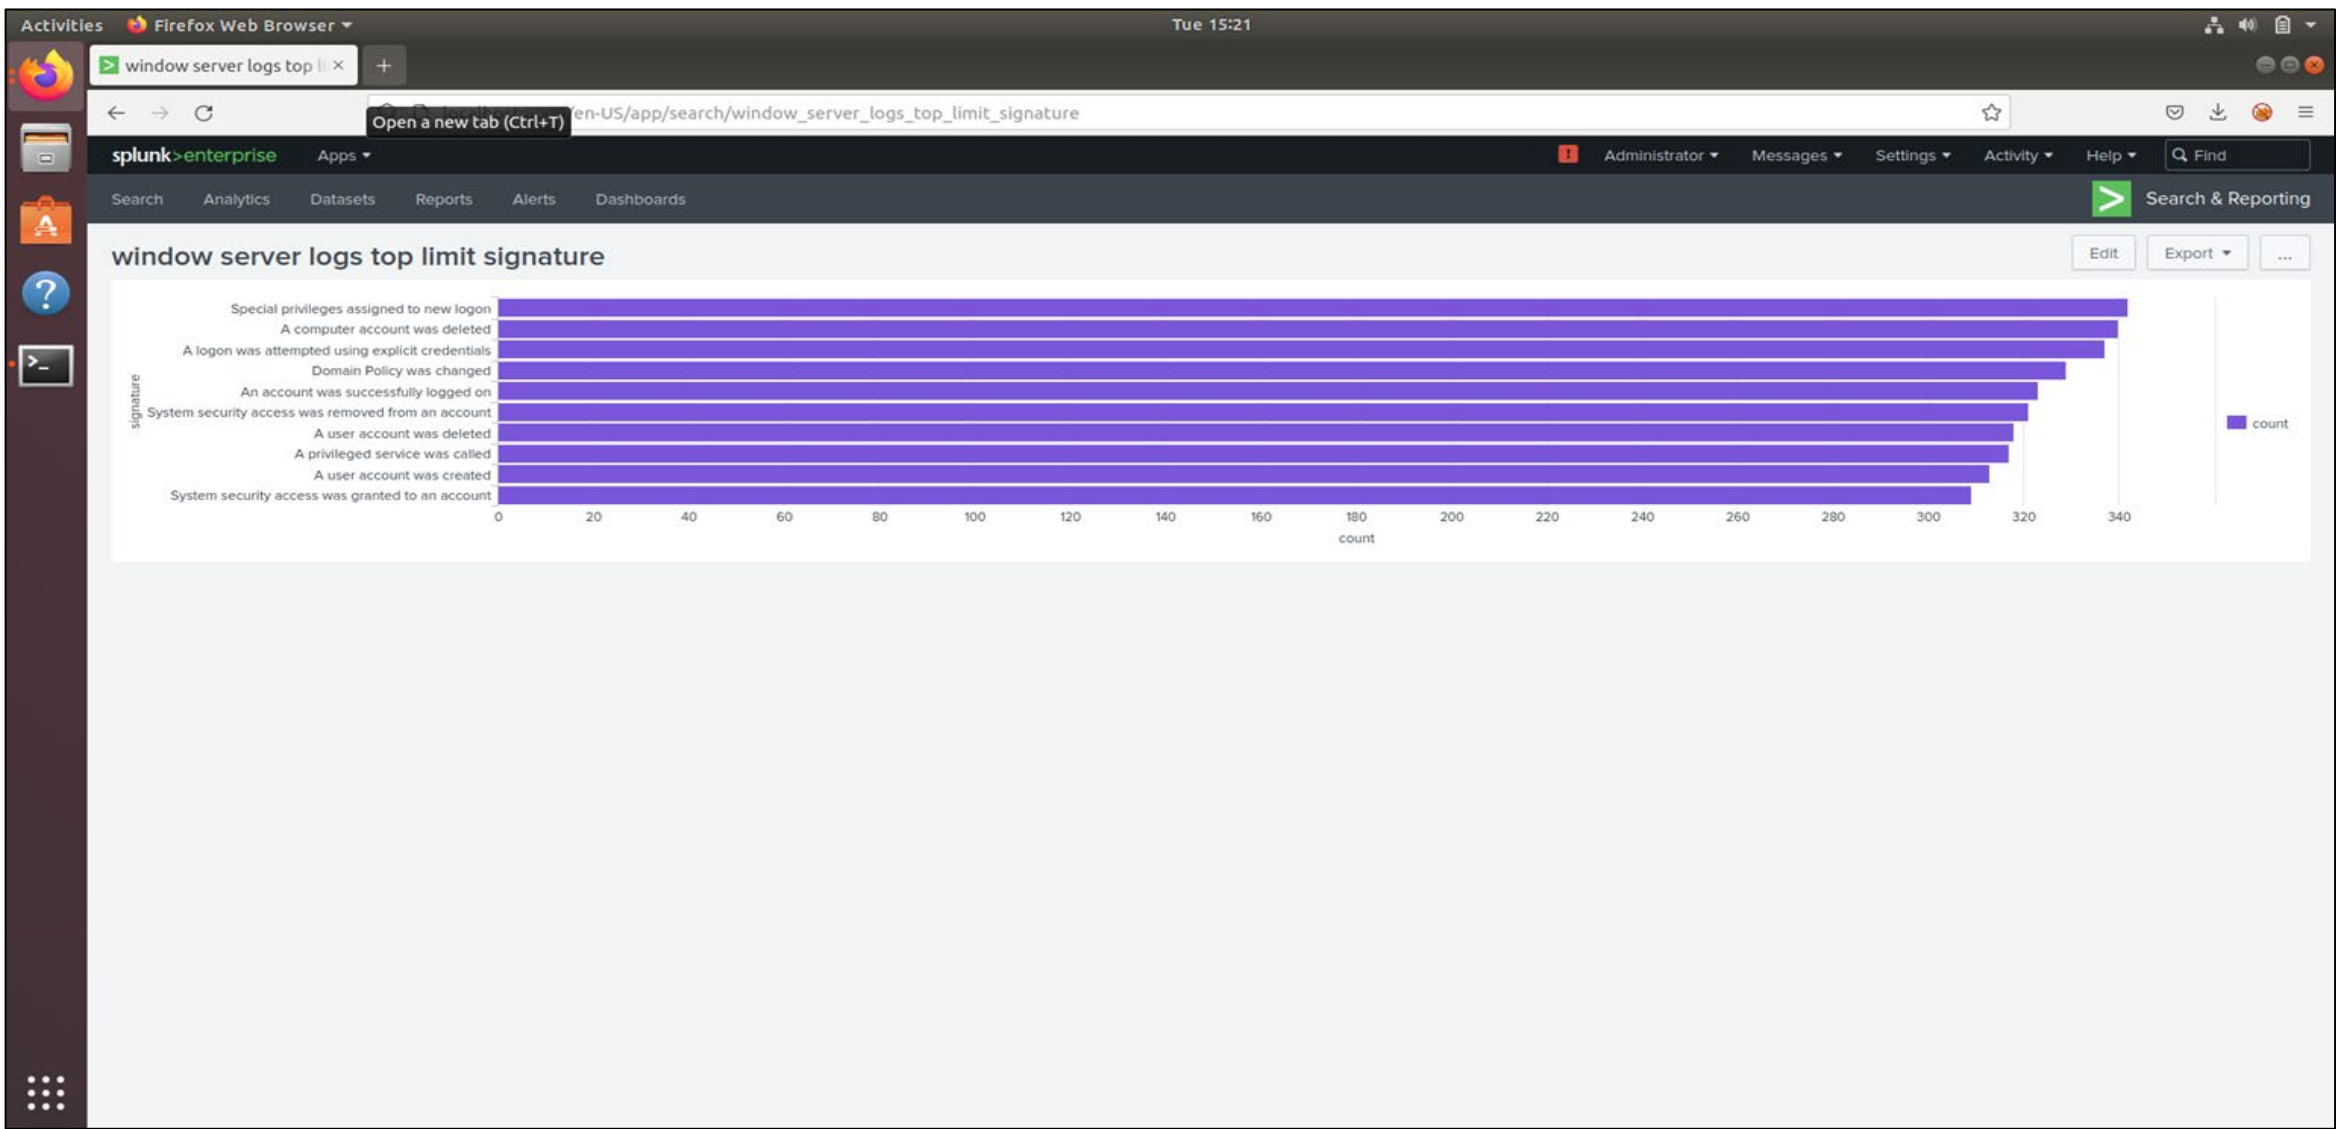 Activities Firefox Web Browser Tue 15:21
window server logs top
Open a new tab (Ctrl+T) /en-US/app/search/window_server_logs_top_limit_signature
splunk>enterprise Apps Administrator Messages Settings Activity Help Find
Search Analytics Datasets Reports Alerts Dashboards Search & Reporting
window server logs top limit signature Edit Export ...
Special privileges assigned to new logon
A computer account was deleted
A logon was attempted using explicit credentials
Domain Policy was changed
An account was successfully logged on
System security access was removed from an account
A user account was deleted
A privileged service was called
A user account was created
System security access was granted to an account
signature
count
0 20 40 60 80 100 120 140 160 180 200 220 240 260 280 300 320 340
count